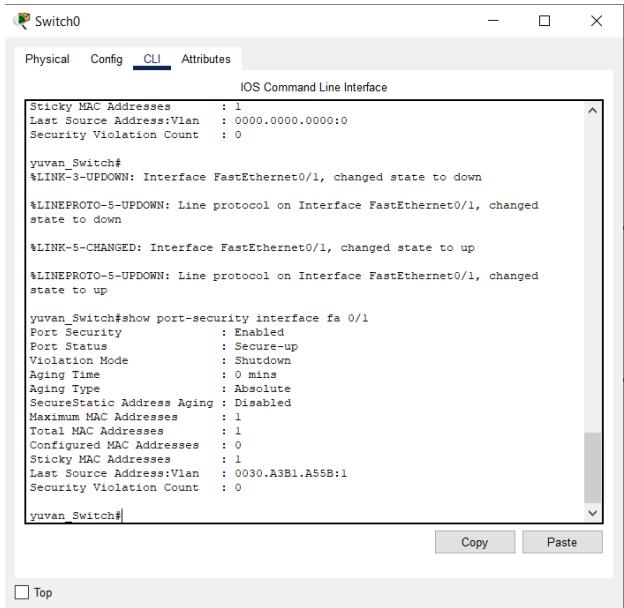 Switch0
Physical Config CLI Attributes
IOS Command Line Interface
Sticky MAC Addresses : 1
Last Source Address:Vlan : 0000.0000.0000:0
Security Violation Count : 0
yuvan_Switch#
%LINK-3-UPDOWN: Interface FastEthernet0/1, changed state to down
%LINEPROTO-5-UPDOWN: Line protocol on Interface FastEthernet0/1, changed
state to down
%LINK-5-CHANGED: Interface FastEthernet0/1, changed state to up
%LINEPROTO-5-UPDOWN: Line protocol on Interface FastEthernet0/1, changed
state to up
yuvan_Switch#show port-security interface fa 0/1
Port Security : Enabled
Port Status : Secure-up
Violation Mode : Shutdown
Aging Time : 0 mins
Aging Type : Absolute
SecureStatic Address Aging : Disabled
Maximum MAC Addresses : 1
Total MAC Addresses : 1
Configured MAC Addresses : 0
Sticky MAC Addresses : 1
Last Source Address:Vlan : 0030.A3B1.A55B:1
Security Violation Count : 0
yuvan_Switch#
Copy Paste
Top